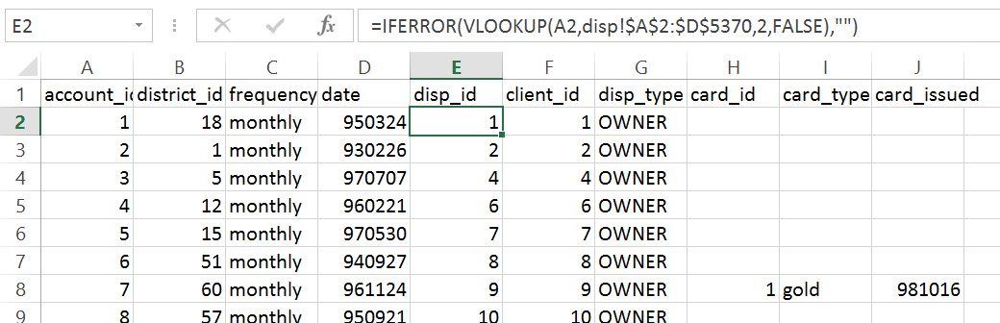 E2 fx =IFERROR(VLOOKUP(A2,disp!$A$2:$D$5370,2,FALSE),"")
A B C D E F G H I J
1 account_id district_id frequency date disp_id client_id disp_type card_id card_type card_issued
2 1 18 monthly 950324 1 1 OWNER
3 2 1 monthly 930226 2 2 OWNER
4 3 5 monthly 970707 4 4 OWNER
5 4 12 monthly 960221 6 6 OWNER
6 5 15 monthly 970530 7 7 OWNER
7 6 51 monthly 940927 8 8 OWNER
8 7 60 monthly 961124 9 9 OWNER 1 gold 981016
9 8 57 monthly 950921 10 10 OWNER